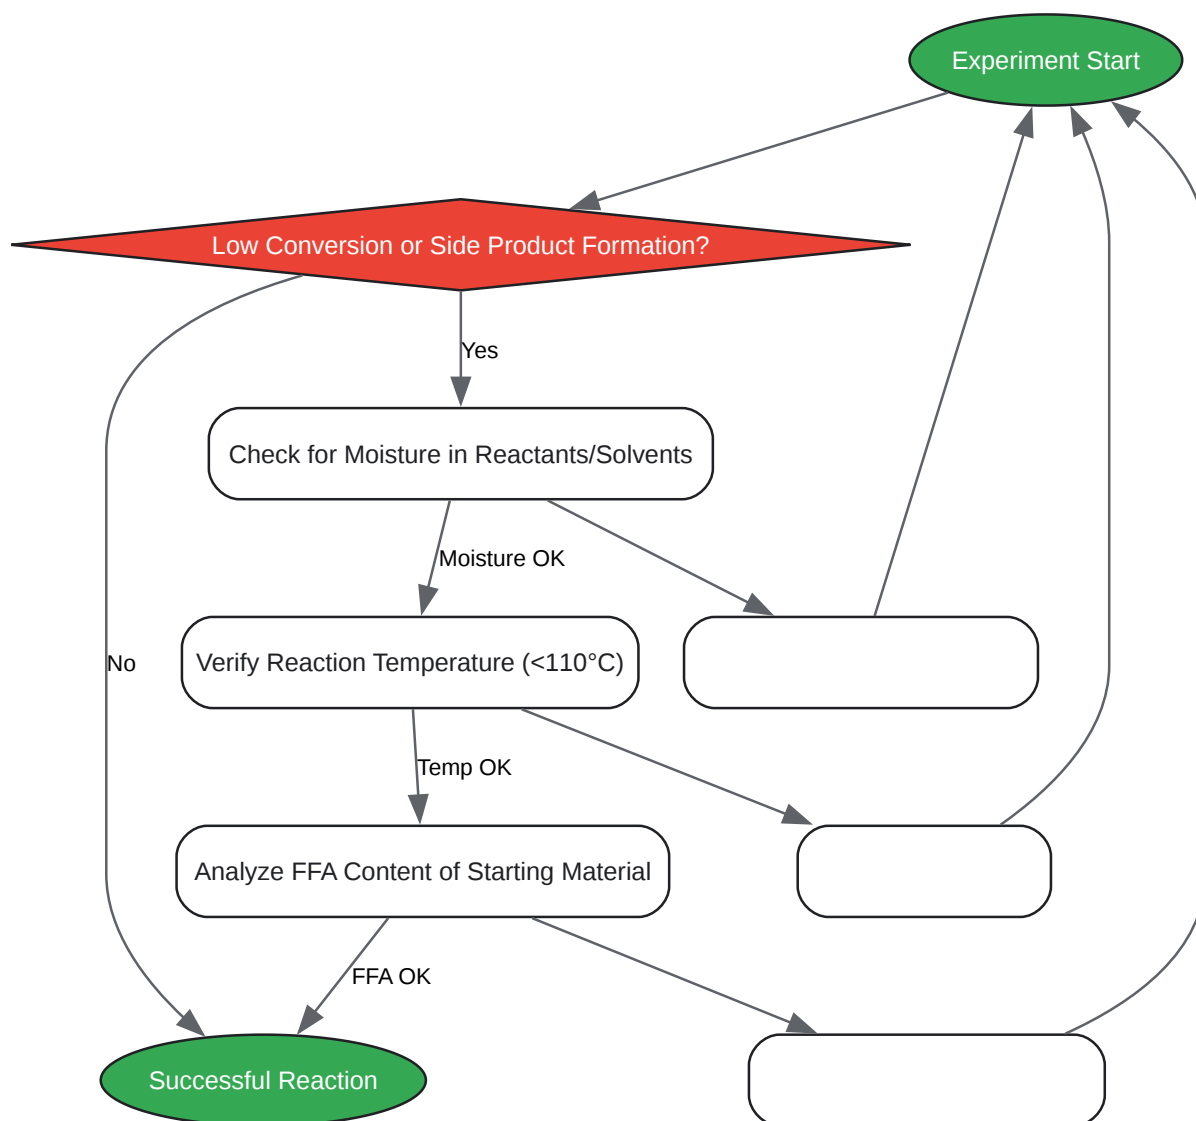 Experiment Start
Low Conversion or Side Product Formation?
Yes
Check for Moisture in Reactants/Solvents
Moisture OK
No
Verify Reaction Temperature (<110°C)
Temp OK
Analyze FFA Content of Starting Material
FFA OK
Successful Reaction